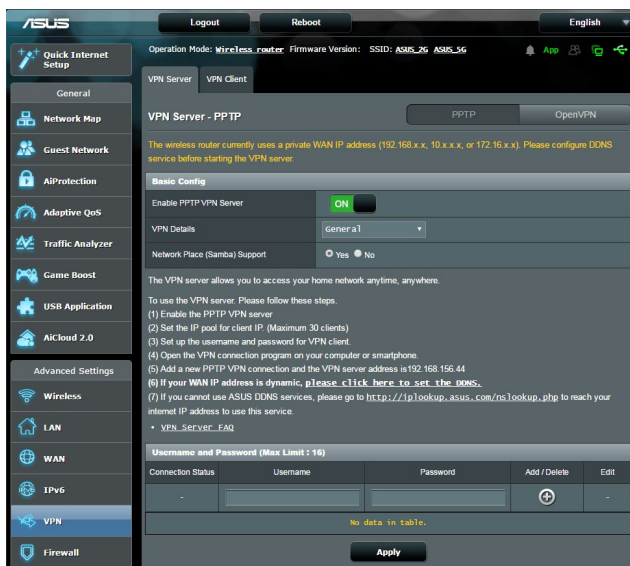 ASUS
Logout
Reboot
English
Quick Internet
Setup
Operation Mode: Wireless router Firmware Version: SSID: ASUS_2G ASUS_5G
App
VPN Server
VPN Client
General
Network Map
Guest Network
AiProtection
Adaptive QoS
Traffic Analyzer
Game Boost
USB Application
AiCloud 2.0
Advanced Settings
Wireless
LAN
WAN
IPv6
VPN
Firewall
VPN Server - PPTP
PPTP
OpenVPN
The wireless router currently uses a private WAN IP address (192.168.x.x, 10.x.x.x, or 172.16.x.x). Please configure DDNS
service before starting the VPN server.
Basic Config
Enable PPTP VPN
Server
ON
VPN Details
General
Network Place (Samba) Support
Yes
No
The VPN server allows you to access your home network anytime, anywhere.
To use the VPN server. Please follow these
steps.
(1) Enable the PPTP
VPN server
(2) Set the IP pool for client IP. (Maximum
30 clients)
(3) Set up the username and password for
VPN client.
(4) Open the VPN connection program on your computer or smartphone.
(5) Add a new PPTP VPN connection and the VPN server address is192.168.156.44
(6) If your WAN IP address is dynamic, please click here to set the DDNS.
(7) If you cannot use ASUS DDNS services, please go to http://iplookup.asus.com/nslookup.php to reach your
internet IP address to use this service.
VPN Server FAQ
Username and Password (Max Limit : 16)
Connection Status
Username
Password
Add / Delete
Edit
-
-
No data in table.
Apply